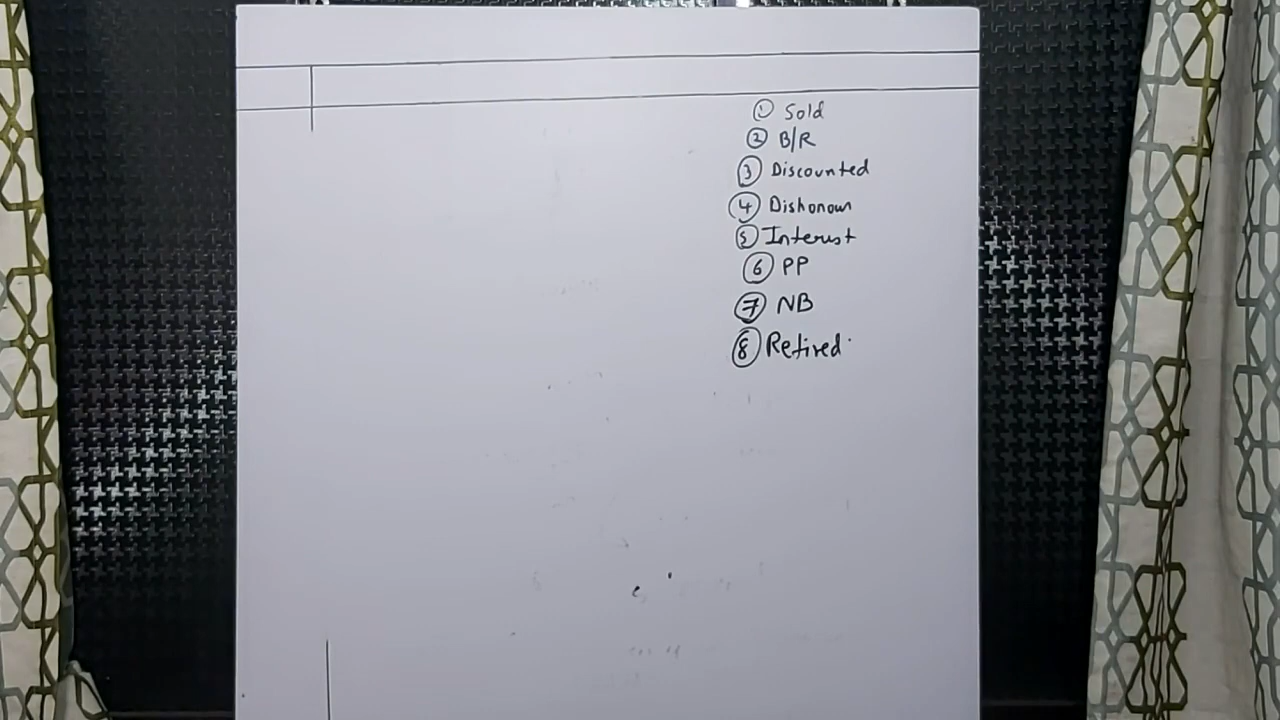 ① Sold
② B/R
③ Discounted
④ Dishonour
⑤ Interest
⑥ PP
⑦ NB
⑧ Retired